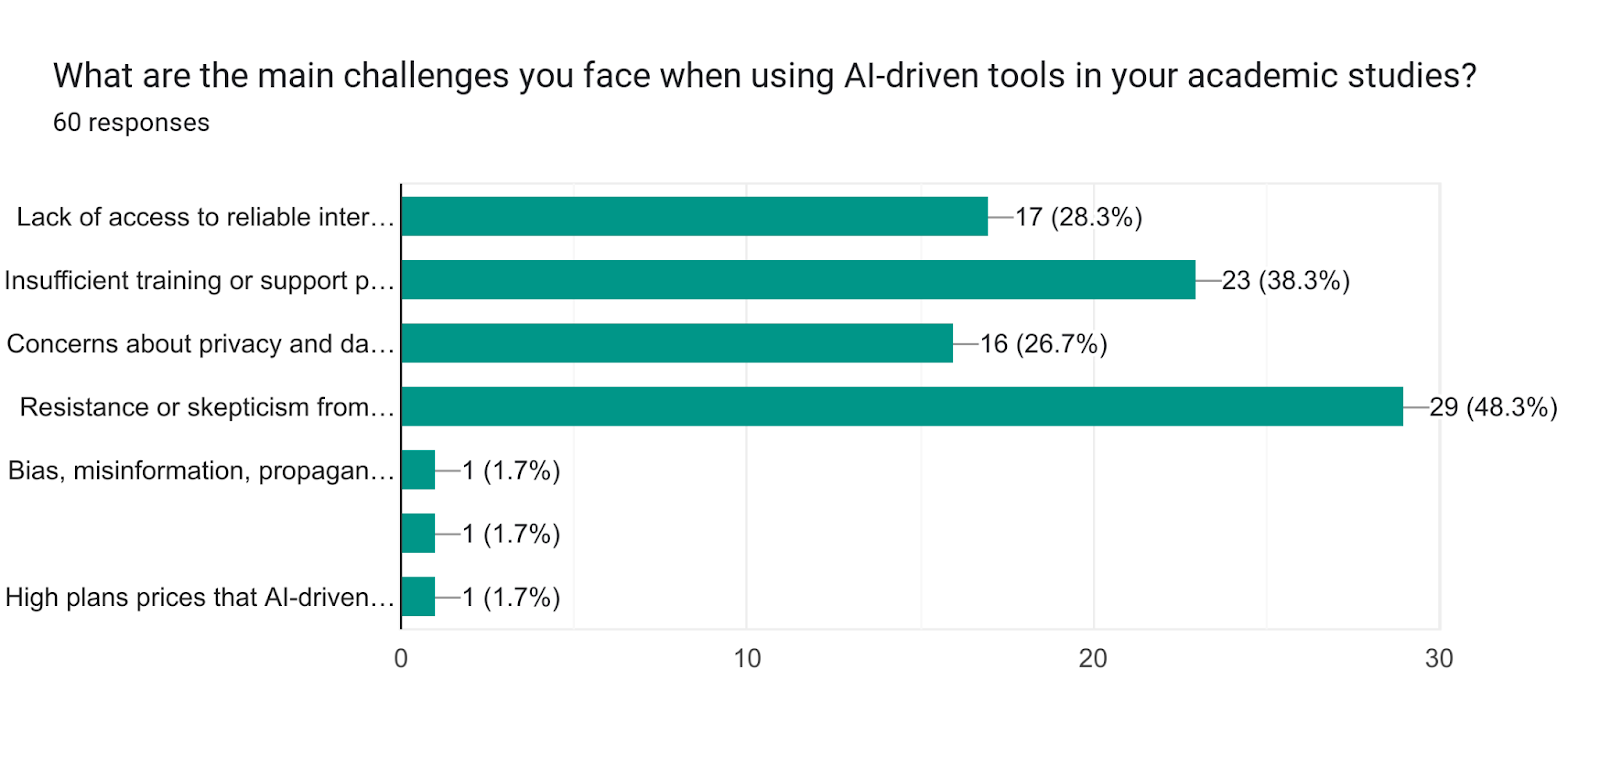 What are the main challenges you face when using AI-driven tools in your academic studies?
60 responses
Lack of access to reliable inter… 17 (28.3%)
Insufficient training or support p… 23 (38.3%)
Concerns about privacy and da… 16 (26.7%)
Resistance or skepticism from… 29 (48.3%)
Bias, misinformation, propagan… 1 (1.7%)
1 (1.7%)
High plans prices that AI-driven… 1 (1.7%)
0 10 20 30